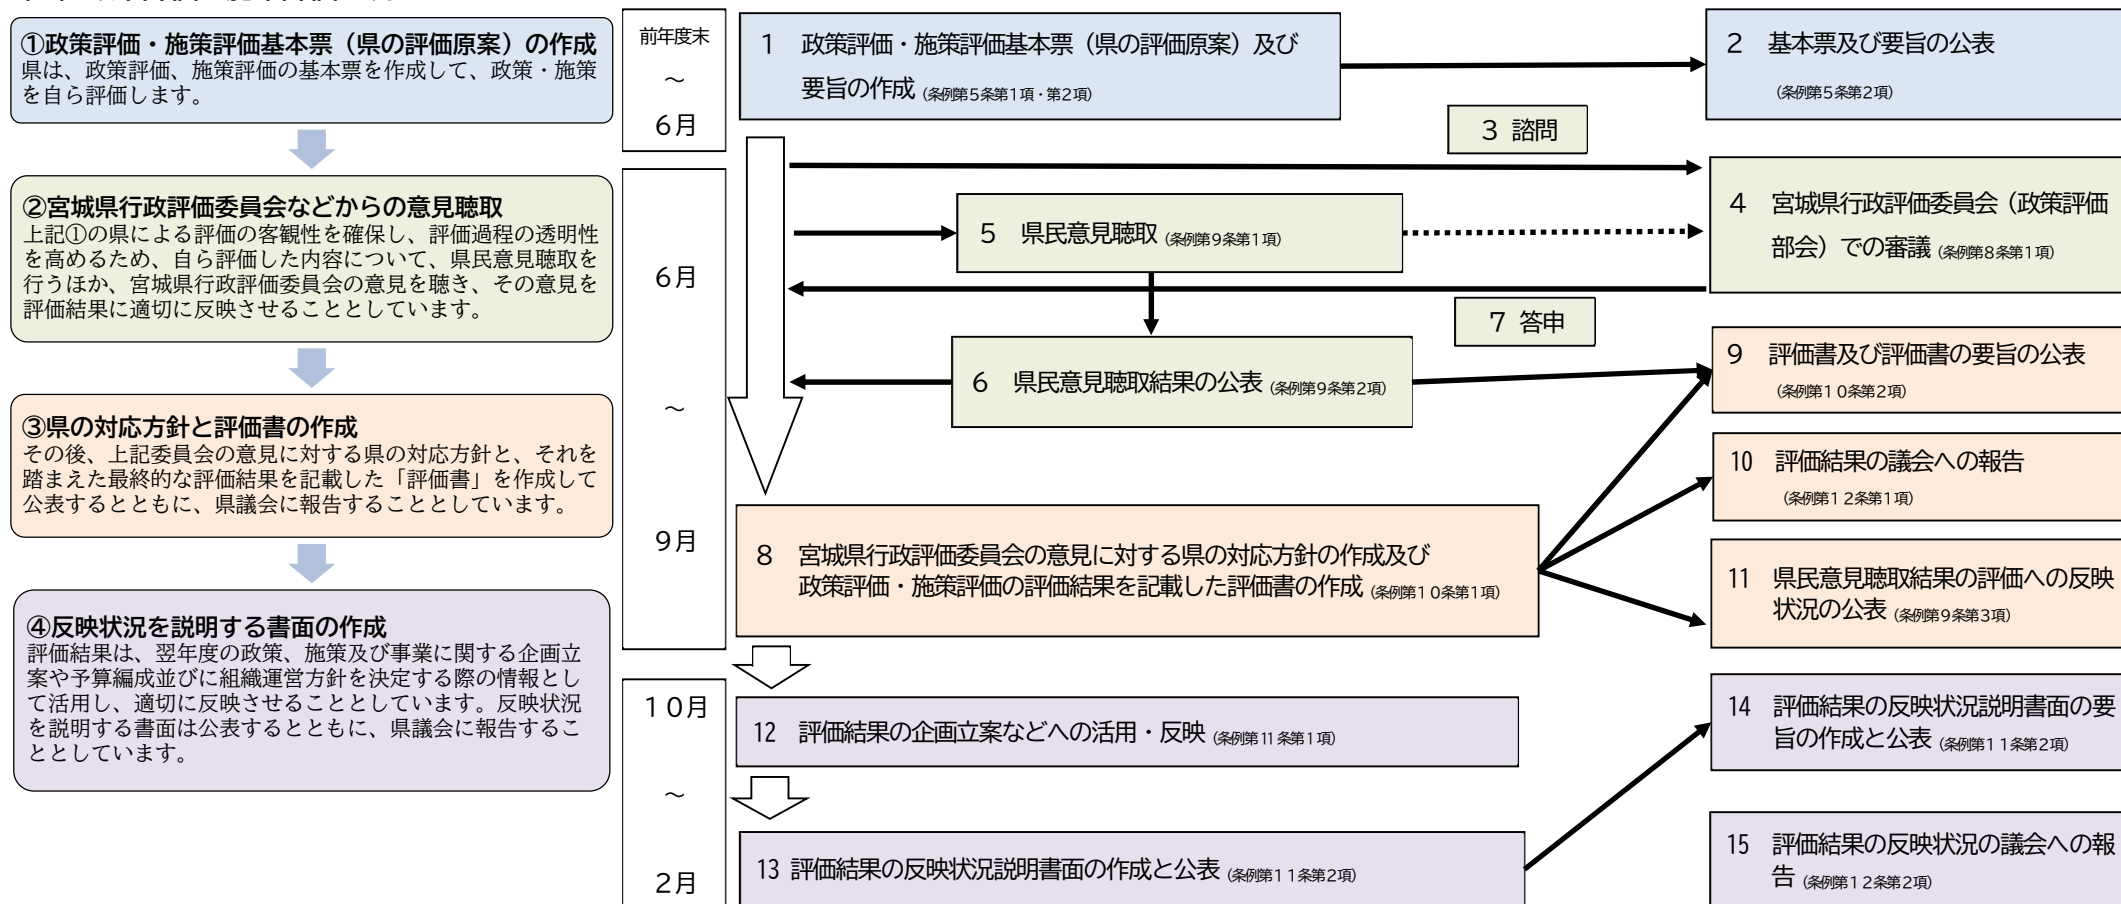 ①政策評価・施策評価基本票（県の評価原案）の作成
県は、政策評価、施策評価の基本票を作成して、政策・施策
を自ら評価します。
②宮城県行政評価委員会などからの意見聴取
上記①の県による評価の客観性を確保し、評価過程の透明性
を高めるため、自ら評価した内容について、県民意見聴取を
行うほか、宮城県行政評価委員会の意見を聴き、その意見を
評価結果に適切に反映させることとしています。
③県の対応方針と評価書の作成
その後、上記委員会の意見に対する県の対応方針と、それを
踏まえた最終的な評価結果を記載した「評価書」を作成して
公表するとともに、県議会に報告することとしています。
④反映状況を説明する書面の作成
評価結果は、翌年度の政策、施策及び事業に関する企画立
案や予算編成並びに組織運営方針を決定する際の情報とし
て活用し、適切に反映させることとしています。反映状況
を説明する書面は公表するとともに、県議会に報告するこ
ととしています。
前年度末
～
6月
6月
～
9月
10月
～
2月
1 政策評価・施策評価基本票（県の評価原案）及び
要旨の作成 (条例第5条第1項・第2項)
2 基本票及び要旨の公表
(条例第5条第2項)
3 諮問
4 宮城県行政評価委員会（政策評価
部会）での審議 (条例第8条第1項)
5 県民意見聴取 (条例第9条第1項)
6 県民意見聴取結果の公表 (条例第9条第2項)
7 答申
8 宮城県行政評価委員会の意見に対する県の対応方針の作成及び
政策評価・施策評価の評価結果を記載した評価書の作成 (条例第10条第1項)
9 評価書及び評価書の要旨の公表
(条例第10条第2項)
10 評価結果の議会への報告
(条例第12条第1項)
11 県民意見聴取結果の評価への反映
状況の公表 (条例第9条第3項)
12 評価結果の企画立案などへの活用・反映 (条例第11条第1項)
13 評価結果の反映状況説明書面の作成と公表 (条例第11条第2項)
14 評価結果の反映状況説明書面の要
旨の作成と公表 (条例第11条第2項)
15 評価結果の反映状況の議会への報
告 (条例第12条第2項)